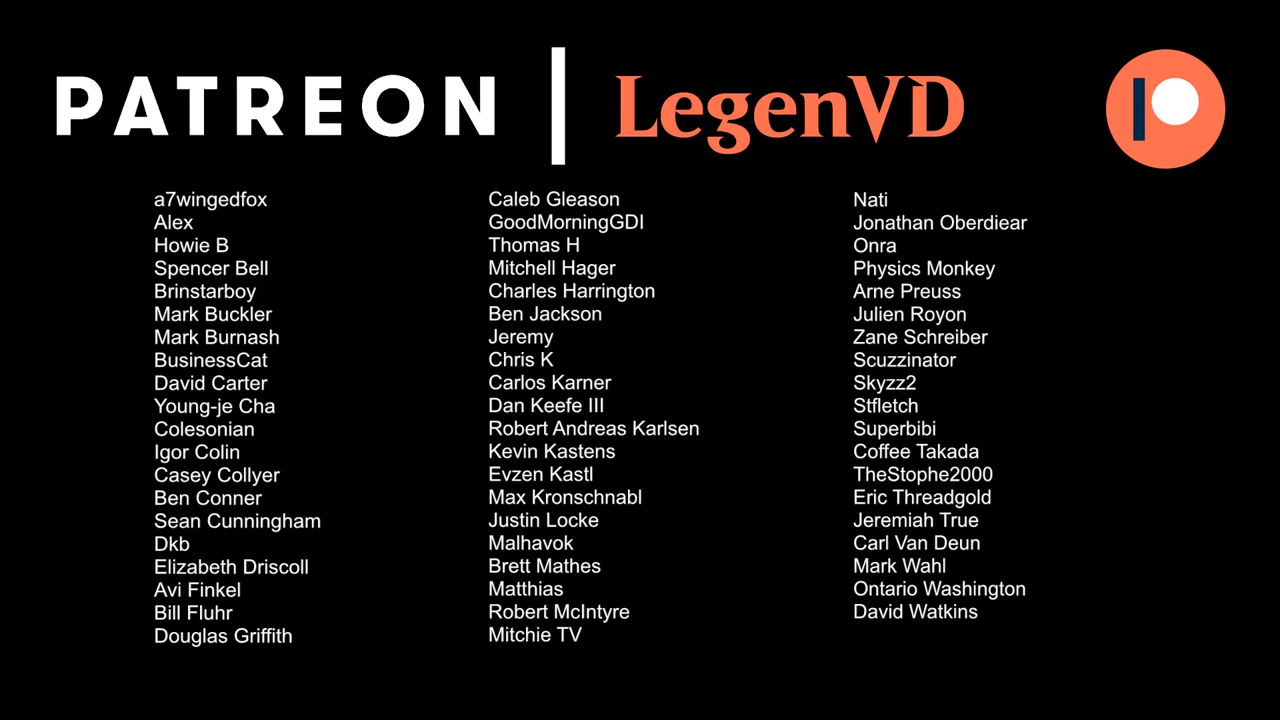 PATREON | LegenVD
a7wingedfox
Alex
Howie B
Spencer Bell
Brinstarboy
Mark Buckler
Mark Burnash
BusinessCat
David Carter
Young-je Cha
Colesonian
Igor Colin
Casey Collyer
Ben Conner
Sean Cunningham
Dkb
Elizabeth Driscoll
Avi Finkel
Bill Fluhr
Douglas Griffith
Caleb Gleason
GoodMorningGDI
Thomas H
Mitchell Hager
Charles Harrington
Ben Jackson
Jeremy
Chris K
Carlos Karner
Dan Keefe III
Robert Andreas Karlsen
Kevin Kastens
Evzen Kastl
Max Kronschnabl
Justin Locke
Malhavok
Brett Mathes
Matthias
Robert McIntyre
Mitchie TV
Nati
Jonathan Oberdiear
Onra
Physics Monkey
Arne Preuss
Julien Royon
Zane Schreiber
Scuzzinator
Skyzz2
Stfletch
Superbibi
Coffee Takada
TheStophe2000
Eric Threadgold
Jeremiah True
Carl Van Deun
Mark Wahl
Ontario Washington
David Watkins